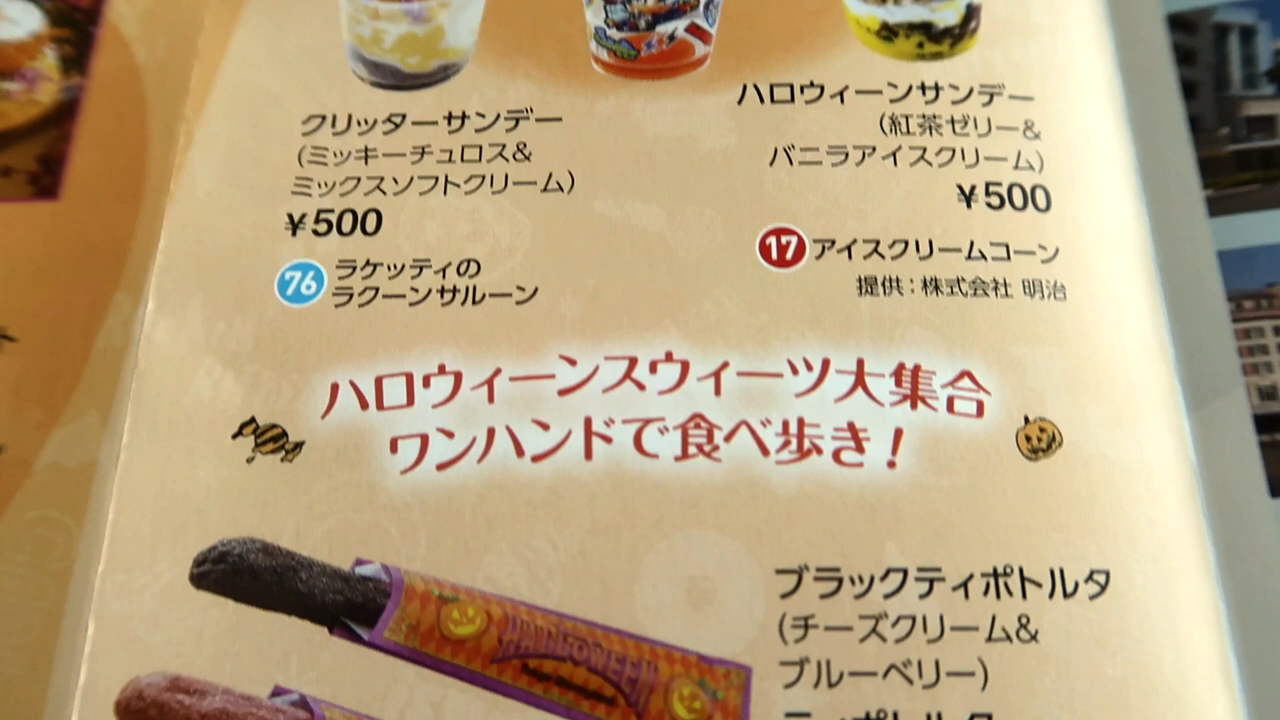 クリッターサンデー
(ミッキーチュロス&
ミックスソフトクリーム)
¥500
76 ラケッティの
ラクーンサルーン
ハロウィーンサンデー
(紅茶ゼリー&
バニラアイスクリーム)
¥500
17 アイスクリームコーン
提供:株式会社 明治
ハロウィーンスウィーツ大集合
ワンハンドで食べ歩き!
HALLOWEEN
ブラックティポトルタ
(チーズクリーム&
ブルーベリー)
ティポトルタ